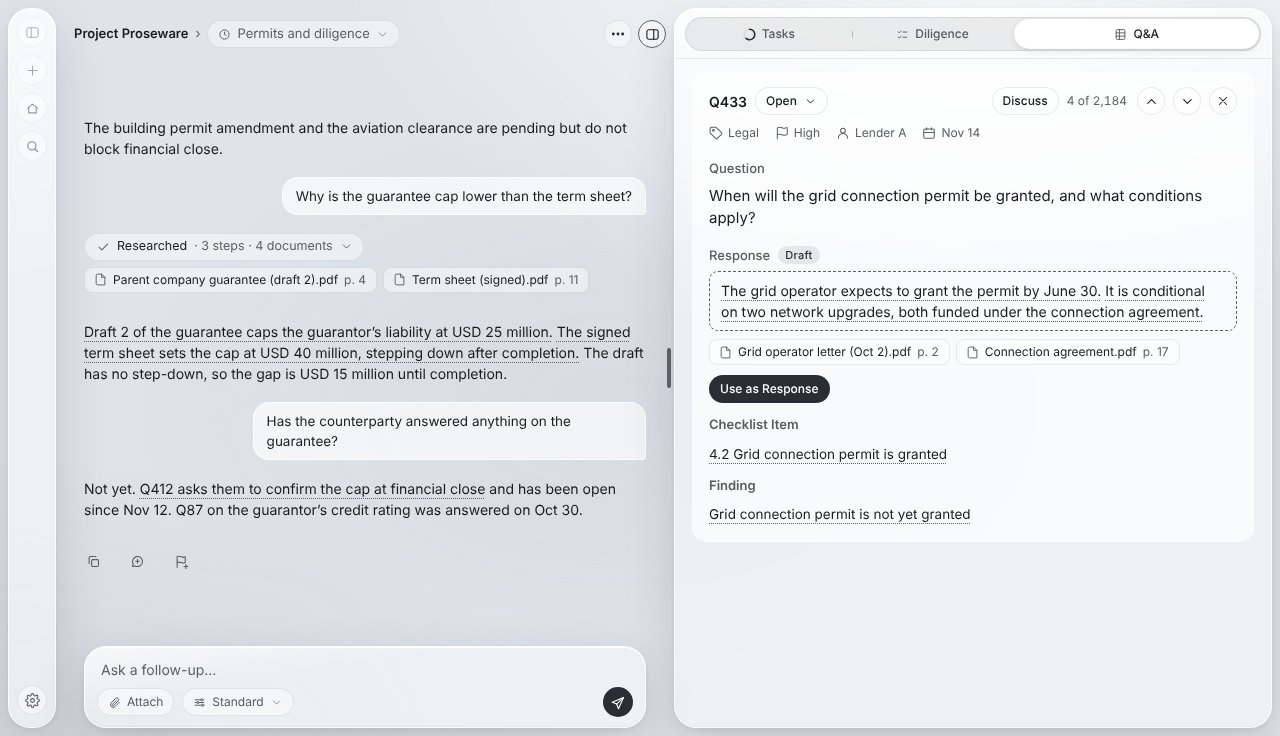 Project Proseware › Permits and diligence
The building permit amendment and the aviation clearance are pending but do not
block financial close.
Why is the guarantee cap lower than the term sheet?
Researched · 3 steps · 4 documents
Parent company guarantee (draft 2).pdf p. 4
Term sheet (signed).pdf p. 11
Draft 2 of the guarantee caps the guarantor’s liability at USD 25 million. The signed
term sheet sets the cap at USD 40 million, stepping down after completion. The draft
has no step-down, so the gap is USD 15 million until completion.
Has the counterparty answered anything on the
guarantee?
Not yet. Q412 asks them to confirm the cap at financial close and has been open
since Nov 12. Q87 on the guarantor’s credit rating was answered on Oct 30.
Ask a follow-up...
Attach
Standard
Tasks
Diligence
Q&A
Q433
Open
Discuss
4 of 2,184
Legal
High
Lender A
Nov 14
Question
When will the grid connection permit be granted, and what conditions
apply?
Response Draft
The grid operator expects to grant the permit by June 30. It is conditional
on two network upgrades, both funded under the connection agreement.
Grid operator letter (Oct 2).pdf p. 2
Connection agreement.pdf p. 17
Use as Response
Checklist Item
4.2 Grid connection permit is granted
Finding
Grid connection permit is not yet granted